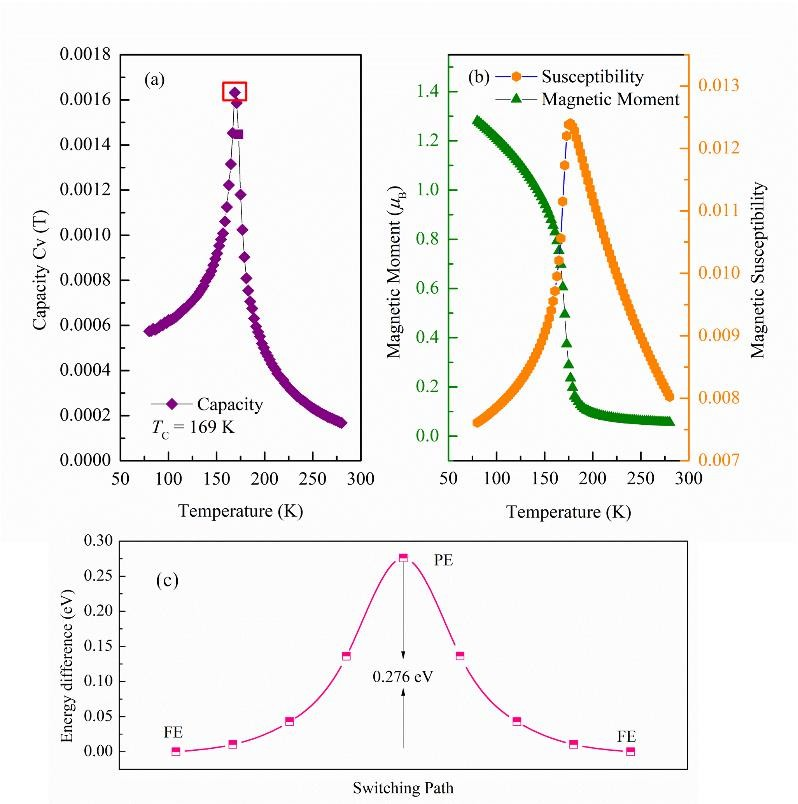 0.0018
0.0016
0.0014
0.0012
0.0010
0.0008
0.0006
0.0004
0.0002
0.0000
Capacity Cv (T)
(a)
Capacity
T_C = 169 K
50 100 150 200 250 300
Temperature (K)
1.4
1.2
1.0
0.8
0.6
0.4
0.2
0.0
Magnetic Moment (μ_B)
(b)
Susceptibility
Magnetic Moment
0.013
0.012
0.011
0.010
0.009
0.008
0.007
Magnetic Susceptibility
50 100 150 200 250 300
Temperature (K)
0.30
0.25
0.20
0.15
0.10
0.05
0.00
Energy difference (eV)
(c)
PE
0.276 eV
FE
FE
Switching Path